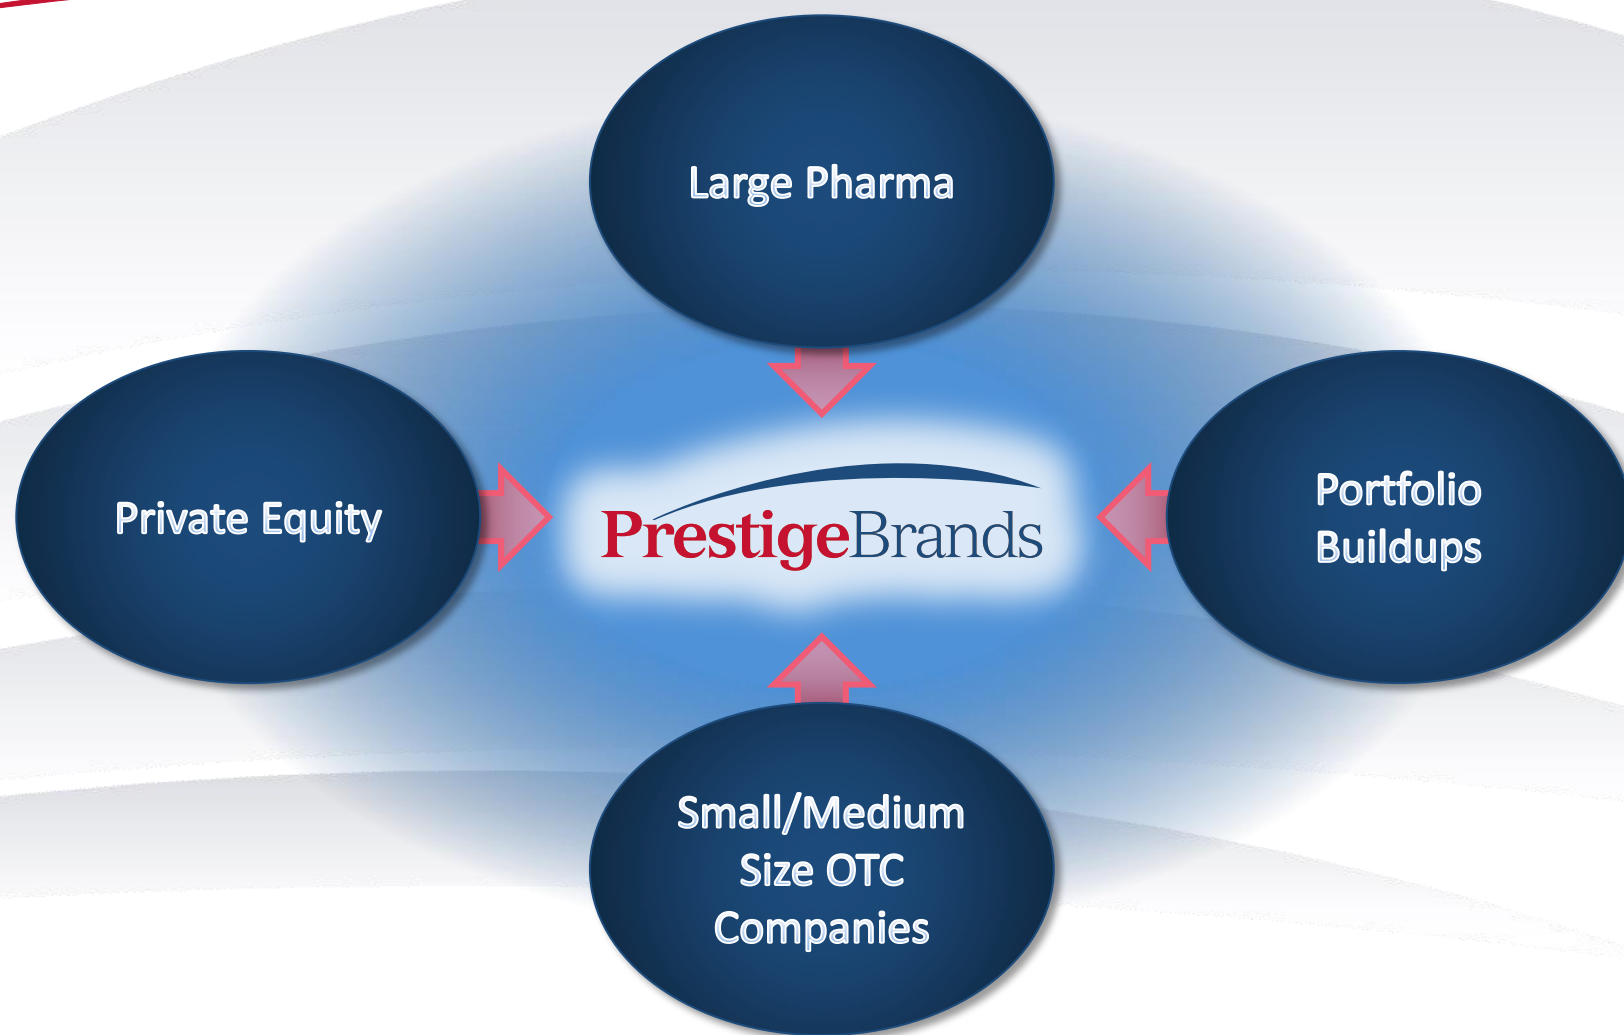 Large Pharma
Private Equity
PrestigeBrands
Portfolio
Buildups
Small/Medium
Size OTC
Companies